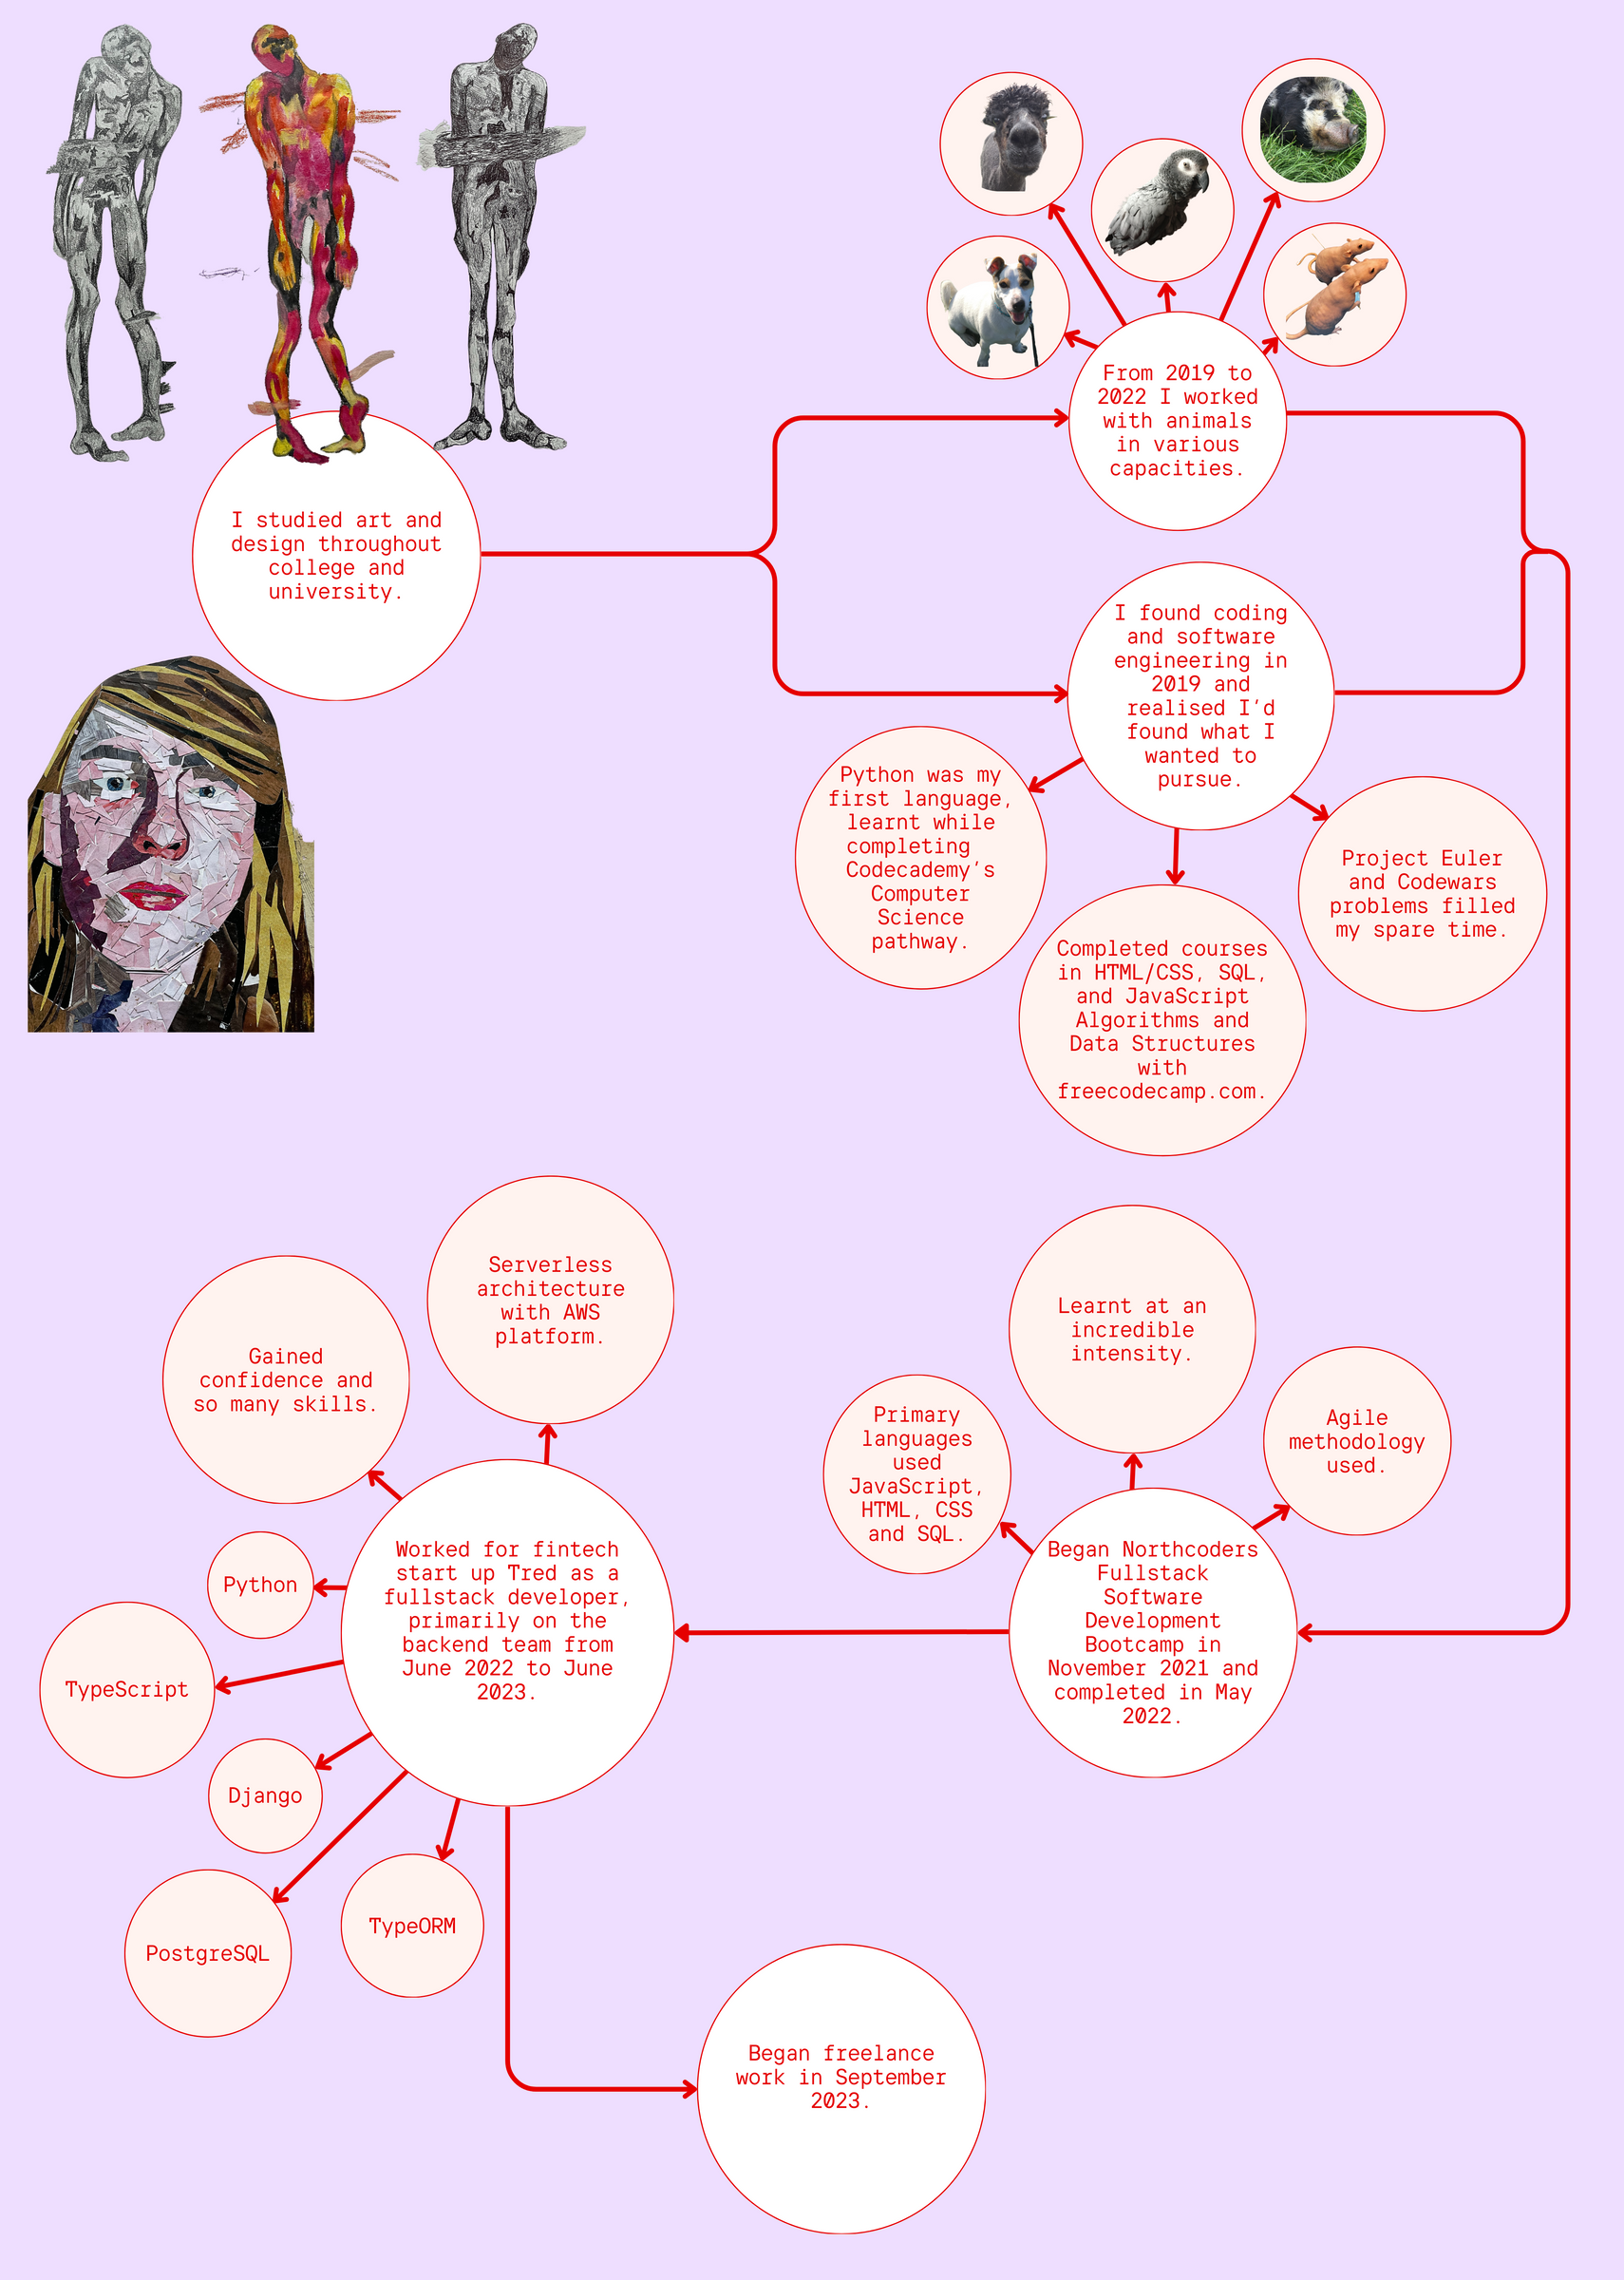 I studied art and
design throughout
college and
university.
From 2019 to
2022 I worked
with animals
in various
capacities.
I found coding
and software
engineering in
2019 and
realised I'd
found what I
wanted to
pursue.
Python was my
first language,
learnt while
completing
Codecademy's
Computer
Science
pathway.
Completed courses
in HTML/CSS, SQL,
and JavaScript
Algorithms and
Data Structures
with
freecodecamp.com.
Project Euler
and Codewars
problems filled
my spare time.
Began Northcoders
Fullstack
Software
Development
Bootcamp in
November 2021 and
completed in May
2022.
Primary
languages
used
JavaScript,
HTML, CSS
and SQL.
Learnt at an
incredible
intensity.
Agile
methodology
used.
Worked for fintech
start up Tred as a
fullstack developer,
primarily on the
backend team from
June 2022 to June
2023.
Serverless
architecture
with AWS
platform.
Gained
confidence and
so many skills.
Python
TypeScript
Django
PostgreSQL
TypeORM
Began freelance
work in September
2023.